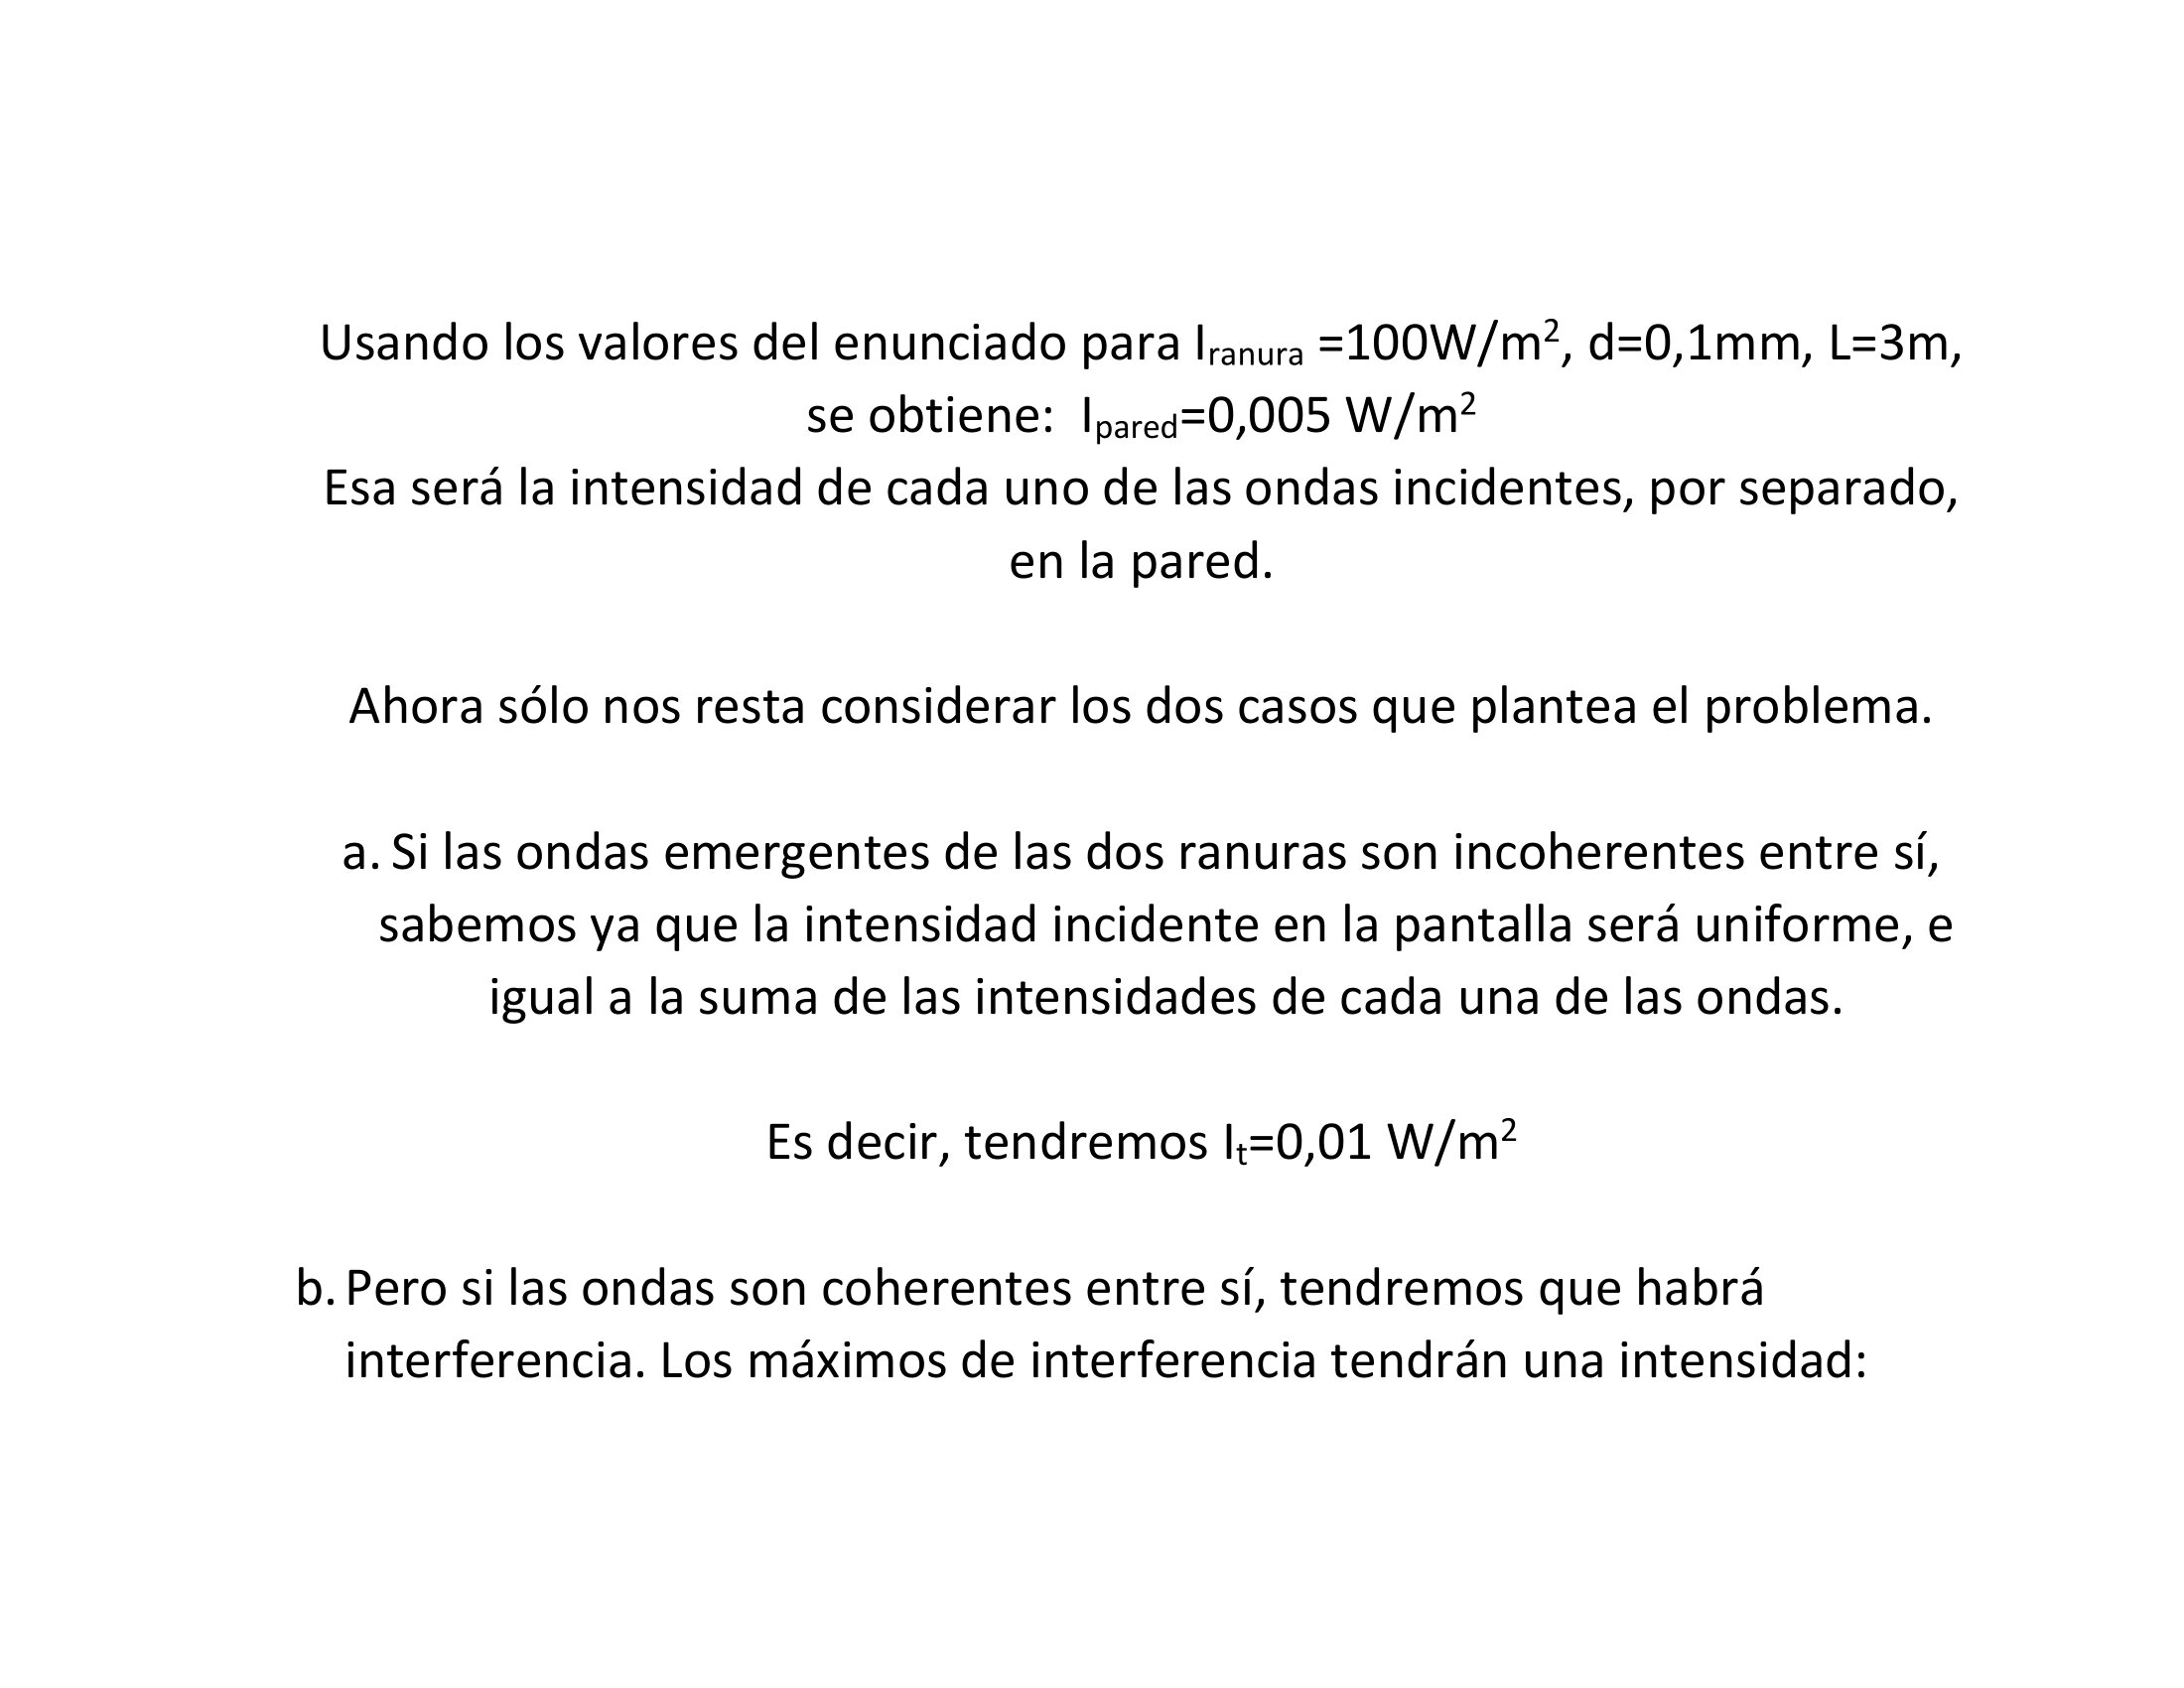 Usando los valores del enunciado para Iranura =100W/m², d=0,1mm, L=3m,
se obtiene: Ipared=0,005 W/m²
Esa será la intensidad de cada uno de las ondas incidentes, por separado,
en la pared.
Ahora sólo nos resta considerar los dos casos que plantea el problema.
a. Si las ondas emergentes de las dos ranuras son incoherentes entre sí,
sabemos ya que la intensidad incidente en la pantalla será uniforme, e
igual a la suma de las intensidades de cada una de las ondas.
Es decir, tendremos It=0,01 W/m²
b. Pero si las ondas son coherentes entre sí, tendremos que habrá
interferencia. Los máximos de interferencia tendrán una intensidad: